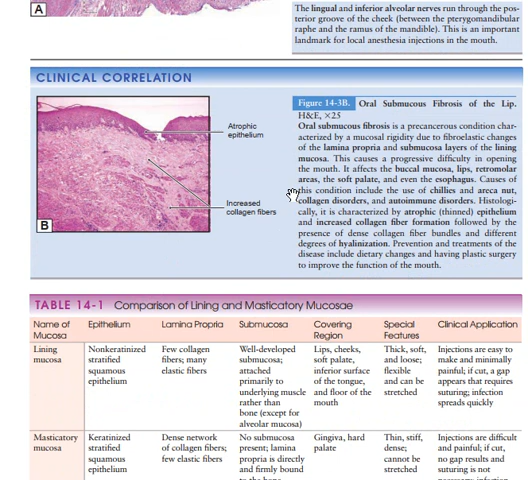 A
The lingual and inferior alveolar nerves run through the pos-
terior groove of the cheek (between the pterygomandibular
raphe and the ramus of the mandible). This is an important
landmark for local anesthesia injections in the mouth.
CLINICAL CORRELATION
Atrophic
epithelium
Increased
collagen fibers
B
Figure 14-3B. Oral Submucous Fibrosis of the Lip.
H&E, ×25
Oral submucous fibrosis is a precancerous condition char-
acterized by a mucosal rigidity due to fibroelastic changes
of the lamina propria and submucosa layers of the lining
mucosa. This causes a progressive difficulty in opening
the mouth. It affects the buccal mucosa, lips, retromolar
areas, the soft palate, and even the esophagus. Causes of
this condition include the use of chillies and areca nut,
collagen disorders, and autoimmune disorders. Histologi-
cally, it is characterized by atrophic (thinned) epithelium
and increased collagen fiber formation followed by the
presence of dense collagen fiber bundles and different
degrees of hyalinization. Prevention and treatments of the
disease include dietary changes and having plastic surgery
to improve the function of the mouth.
TABLE 14-1 Comparison of Lining and Masticatory Mucosae
Name of Mucosa Epithelium Lamina Propria Submucosa Covering Region Special Features Clinical Application
Lining
mucosa
Nonkeratinized
stratified
squamous
epithelium
Few collagen
fibers; many
elastic fibers
Well-developed
submucosa;
attached
primarily to
underlying muscle
rather than
bone (except for
alveolar mucosa)
Lips, cheeks,
soft palate,
inferior surface
of the tongue,
and floor of the
mouth
Thick, soft,
and loose;
flexible
and can be
stretched
Injections are easy to
make and minimally
painful; if cut, a gap
appears that requires
suturing; infection
spreads quickly
Masticatory
mucosa
Keratinized
stratified
squamous
epithelium
Dense network
of collagen fibers;
few elastic fibers
No submucosa
present; lamina
propria is directly
and firmly bound
Gingiva, hard
palate
Thin, stiff,
dense;
cannot be
stretched
Injections are difficult
and painful; if cut,
no gap results and
suturing is not